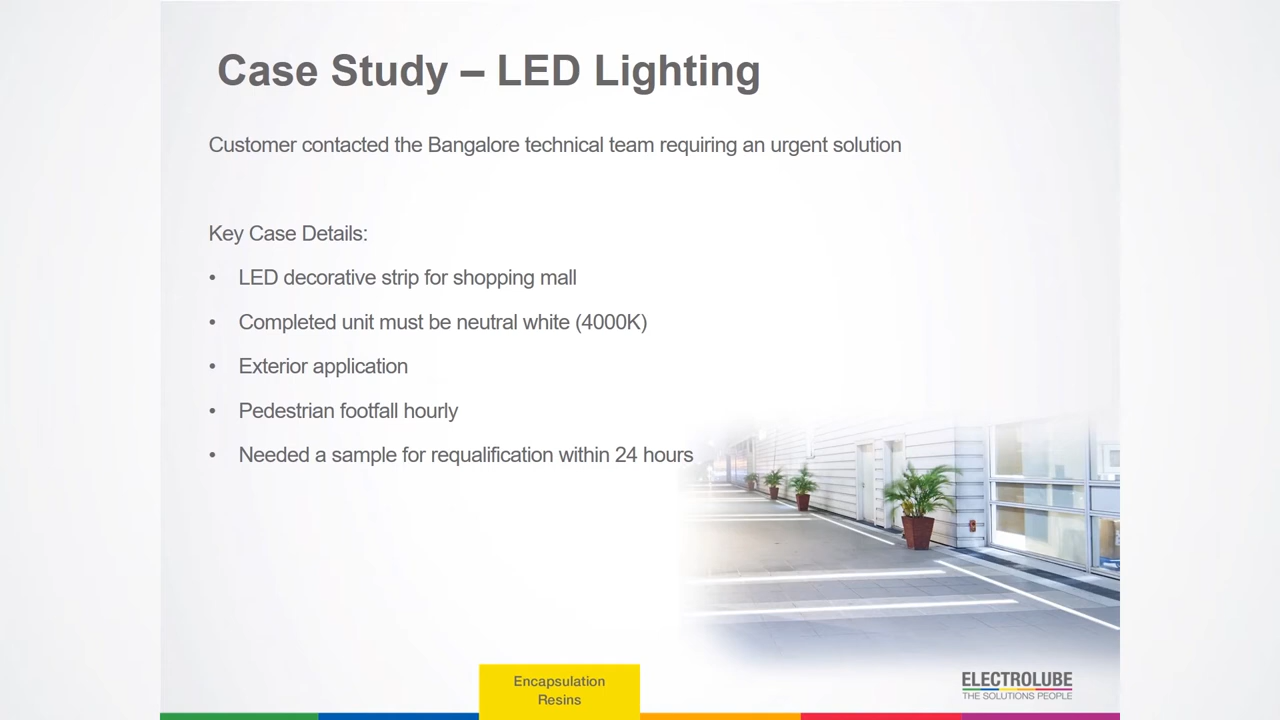 Case Study – LED Lighting
Customer contacted the Bangalore technical team requiring an urgent solution
Key Case Details:
• LED decorative strip for shopping mall
• Completed unit must be neutral white (4000K)
• Exterior application
• Pedestrian footfall hourly
• Needed a sample for requalification within 24 hours
Encapsulation
Resins
ELECTROLUBE
THE SOLUTIONS PEOPLE